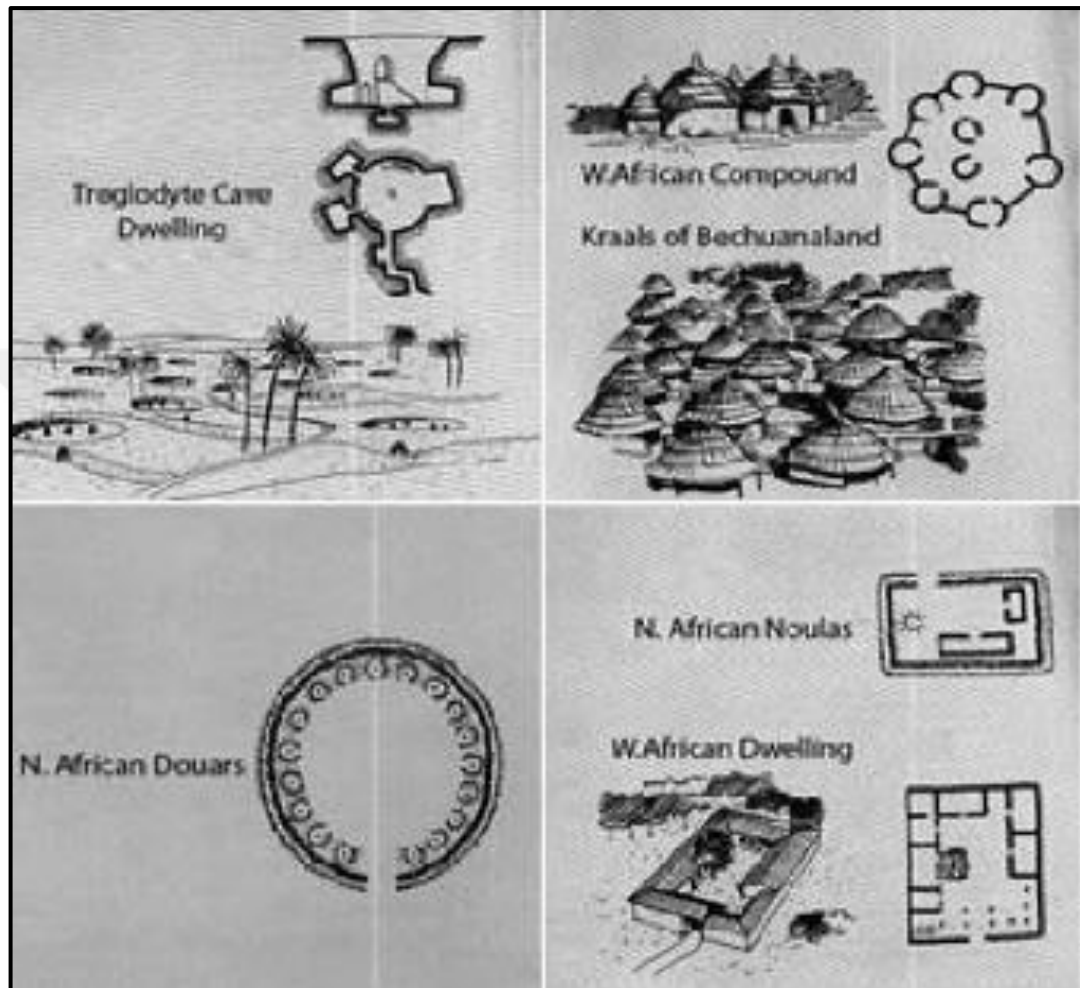 Troglodyte Cave
Dwelling
W.African Compound
Kraals of Bechuanaland
N. African Douars
N. African Noulas
W.African Dwelling